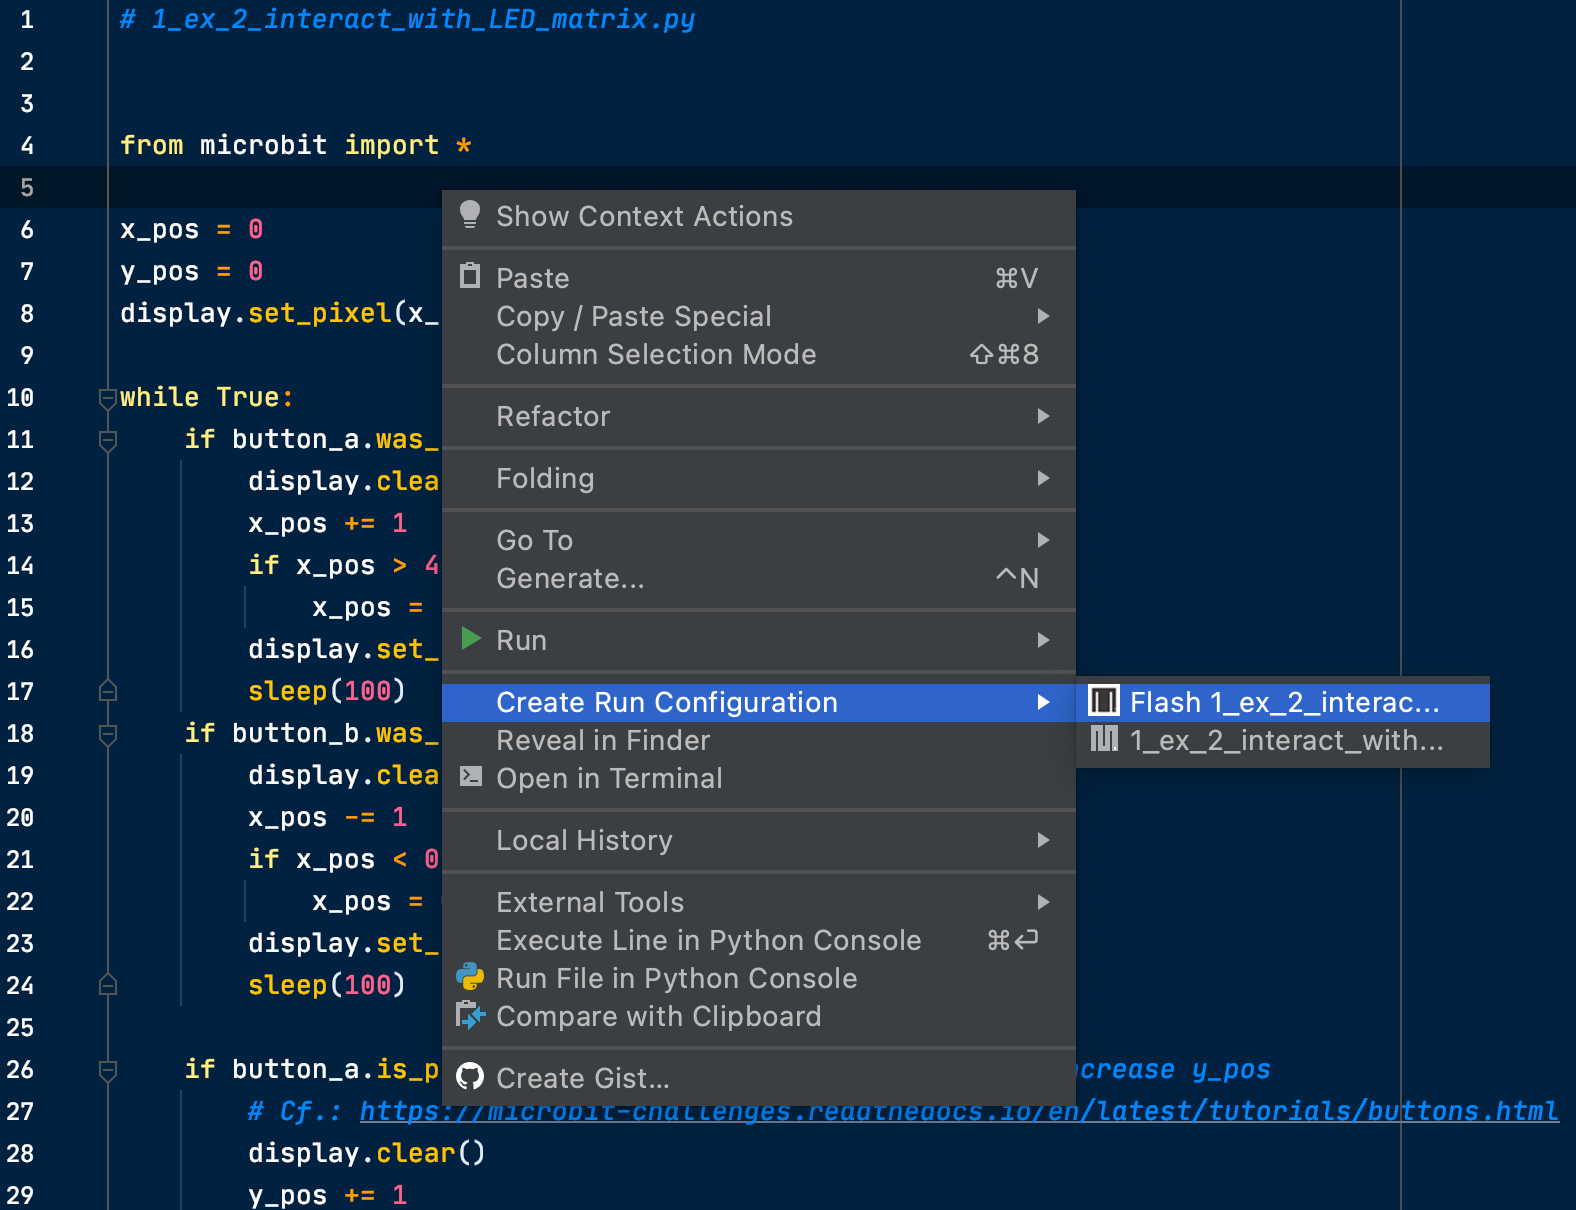 1 # 1_ex_2_interact_with_LED_matrix.py
2
3
4 from microbit import *
5
Show Context Actions
6 x_pos = 0
7 y_pos = 0
Paste ⌘V
8 display.set_pixel(x_
Copy / Paste Special
9
Column Selection Mode ⇧⌘8
10 while True:
Refactor
11 if button_a.was_
12 display.clea
Folding
13 x_pos += 1
Go To
14 if x_pos > 4
Generate... ^N
15 x_pos =
16 display.set_
Run
17 sleep(100)
Create Run Configuration
Flash 1_ex_2_interac...
18 if button_b.was_
Reveal in Finder
1_ex_2_interact_with...
19 display.clea
Open in Terminal
20 x_pos -= 1
Local History
21 if x_pos < 0
22 x_pos =
External Tools
23 display.set_
Execute Line in Python Console ⌘⏎
24 sleep(100)
Run File in Python Console
25
Compare with Clipboard
26 if button_a.is_p
crease y_pos
Create Gist...
27 # Cf.: https://microbit-challenges.readthedocs.io/en/latest/tutorials/buttons.html
28 display.clear()
29 y_pos += 1